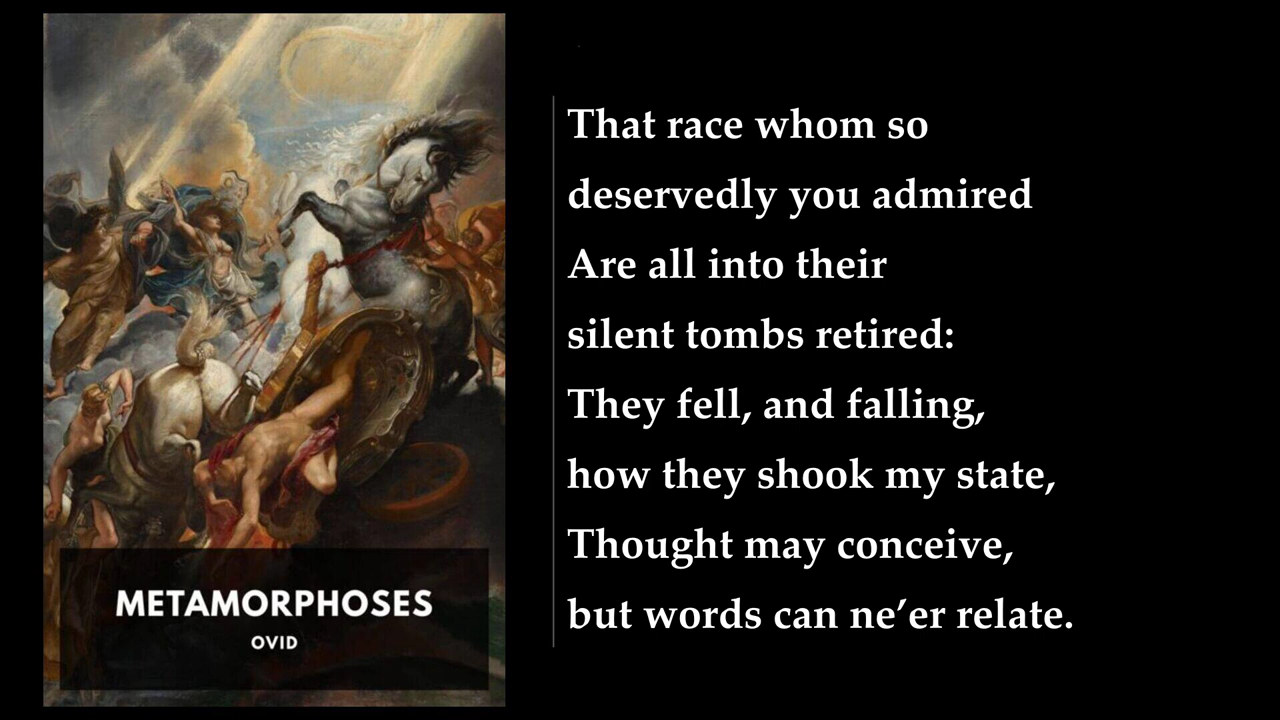 METAMORPHOSES
OVID
That race whom so
deservedly you admired
Are all into their
silent tombs retired:
They fell, and falling,
how they shook my state,
Thought may conceive,
but words can ne’er relate.